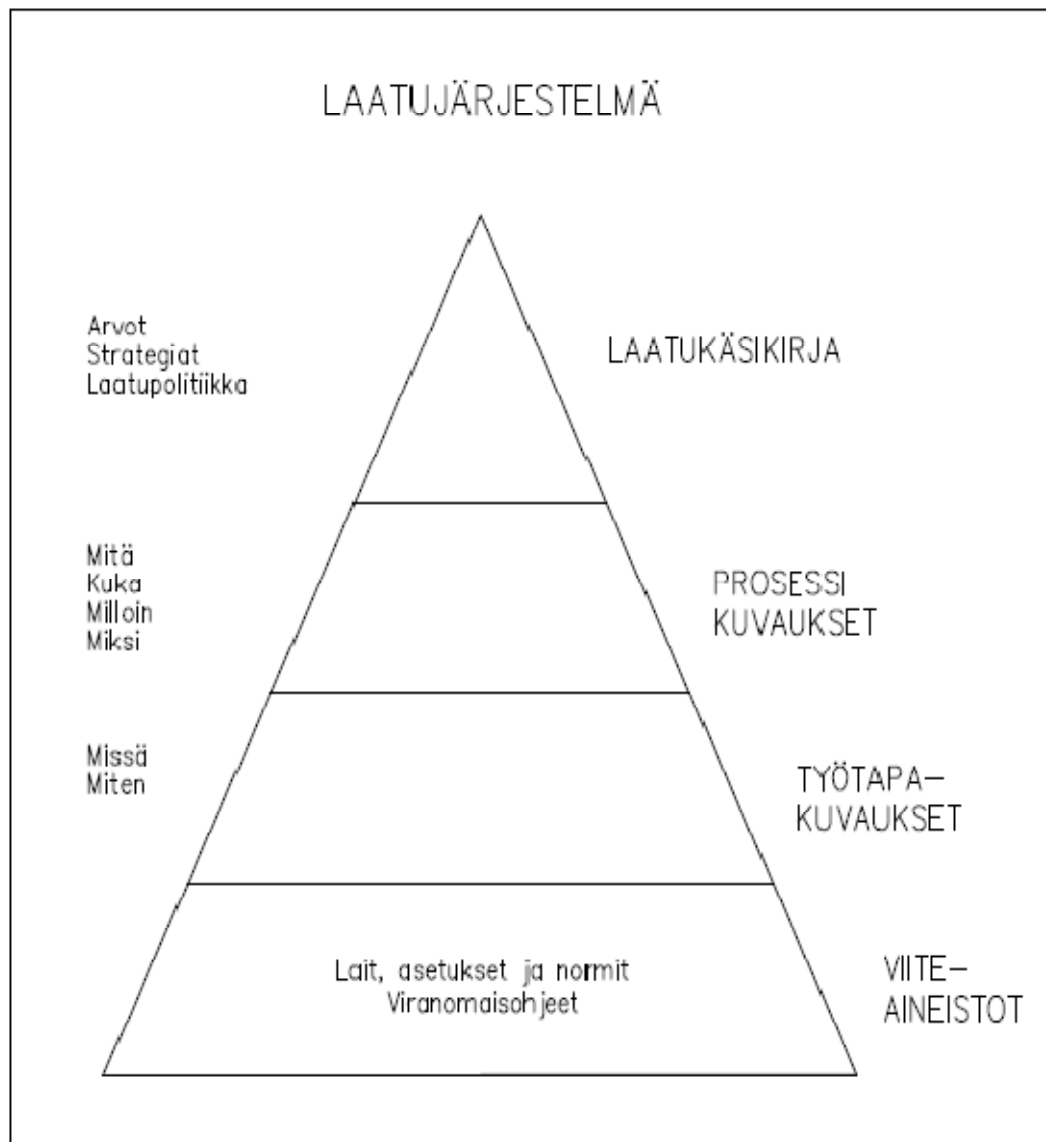 LAATUJÄRJESTELMÄ
Arvot
Strategiat
Laatupolitiikka
LAATUKÄSIKIRJA
Mitä
Kuka
Milloin
Miksi
PROSESSI
KUVAUKSET
Missä
Miten
TYÖTAPA–
KUVAUKSET
Lait, asetukset ja normit
Viranomaisohjeet
VIITE–
AINEISTOT